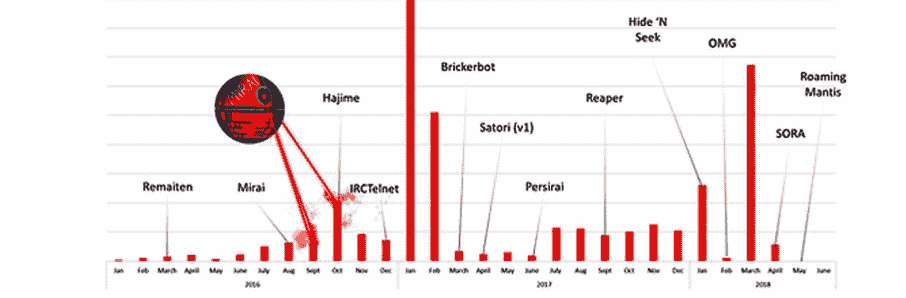 Hide 'N
Seek
OMG
Brickerbot
Roaming
Mantis
MIRAI
Hajime
Reaper
Satori (v1)
SORA
Remaiten
Mirai
IRCTelnet
Persirai
Jan Feb March April May June July Aug Sept Oct Nov Dec Jan Feb March April May June July Aug Sept Oct Nov Dec Jan Feb March April May June
2016 2017 2018